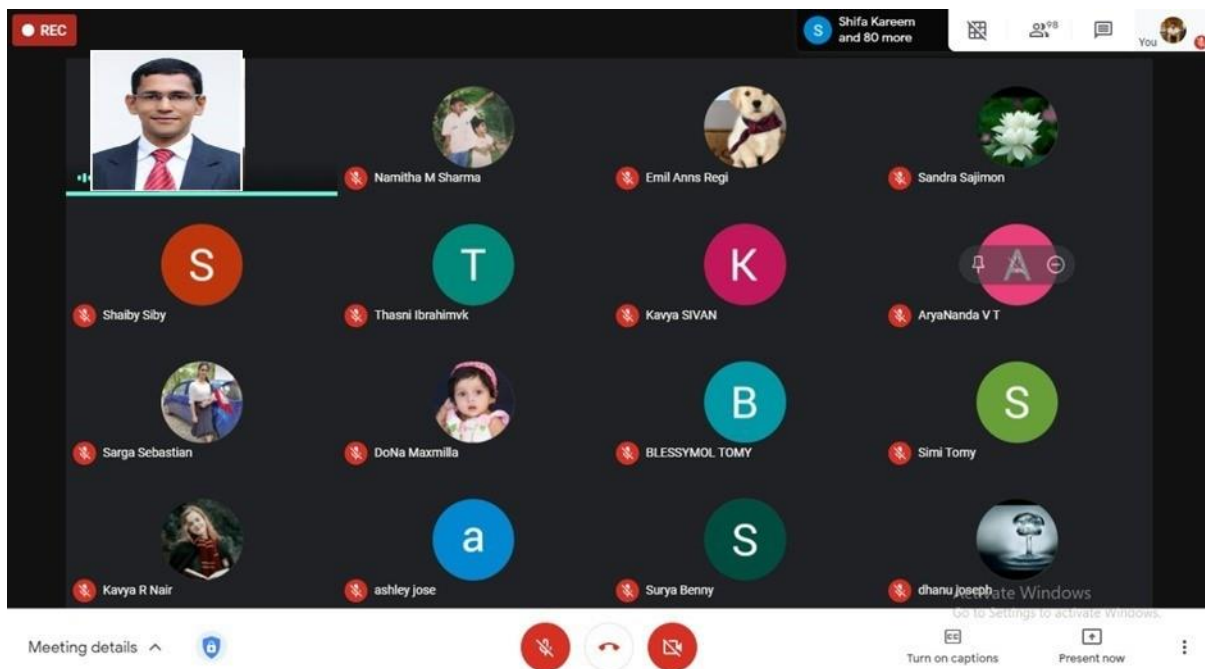 REC
S
Shifa Kareem
and 80 more
98
You
Namitha M Sharma
Emil Anns Regi
Sandra Sajimon
S
T
K
A
Shaiby Siby
Thasni Ibrahimvk
Kavya SIVAN
AryaNanda V T
B
S
Sarga Sebastian
DoNa Maxmilla
BLESSYMOL TOMY
Simi Tomy
a
S
Kavya R Nair
ashley jose
Surya Benny
dhanu joseph
Activate Windows
Go to Settings to activate Windows.
Meeting details
CC
Turn on captions
Present now